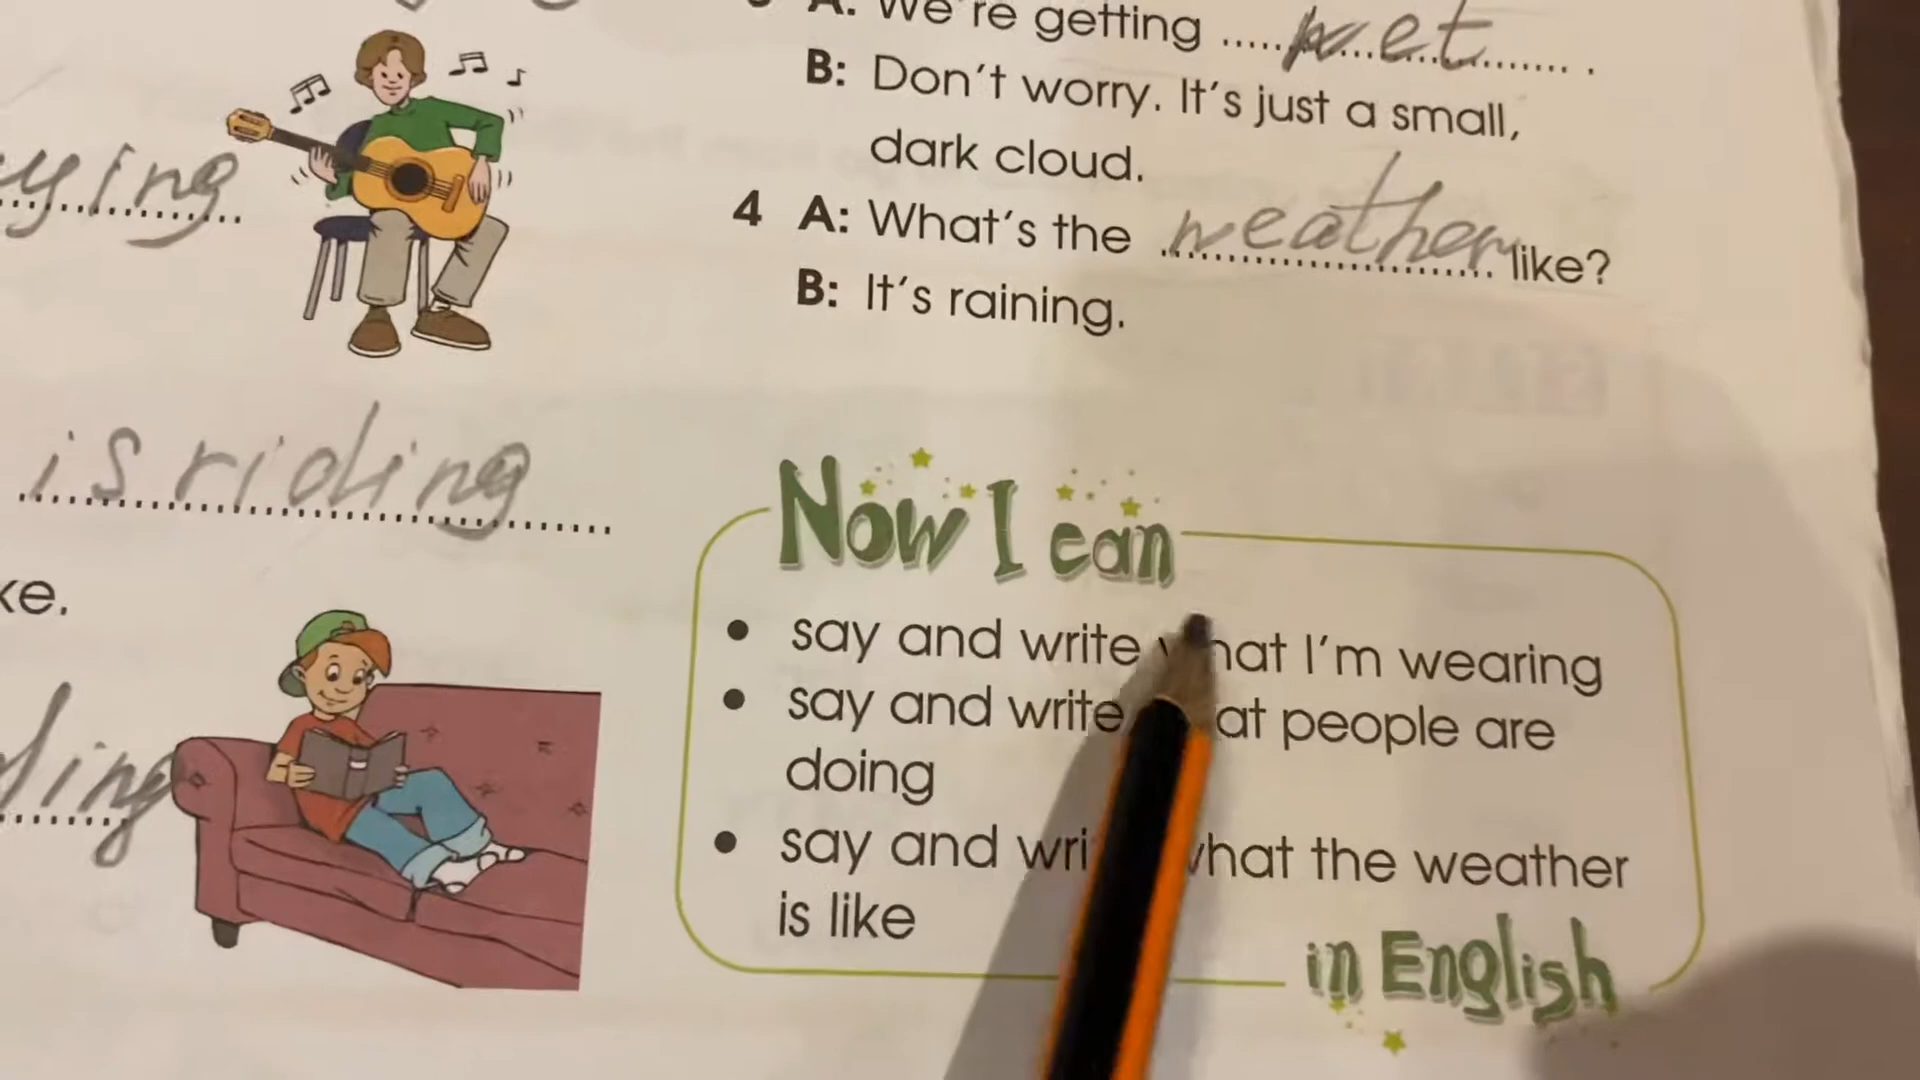 A: We're getting ..... wet ..... .
B: Don't worry. It's just a small,
dark cloud.
4 A: What's the ..... weather ..... like?
B: It's raining.
ying
is riding
ke.
ding
Now I can
• say and write what I'm wearing
• say and write what people are
doing
• say and write what the weather
is like
in English